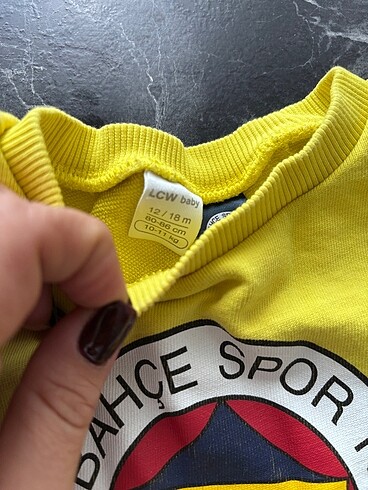 LCW baby
12 / 18 m
80-86 cm
10-11 kg
BAHÇE SPOR